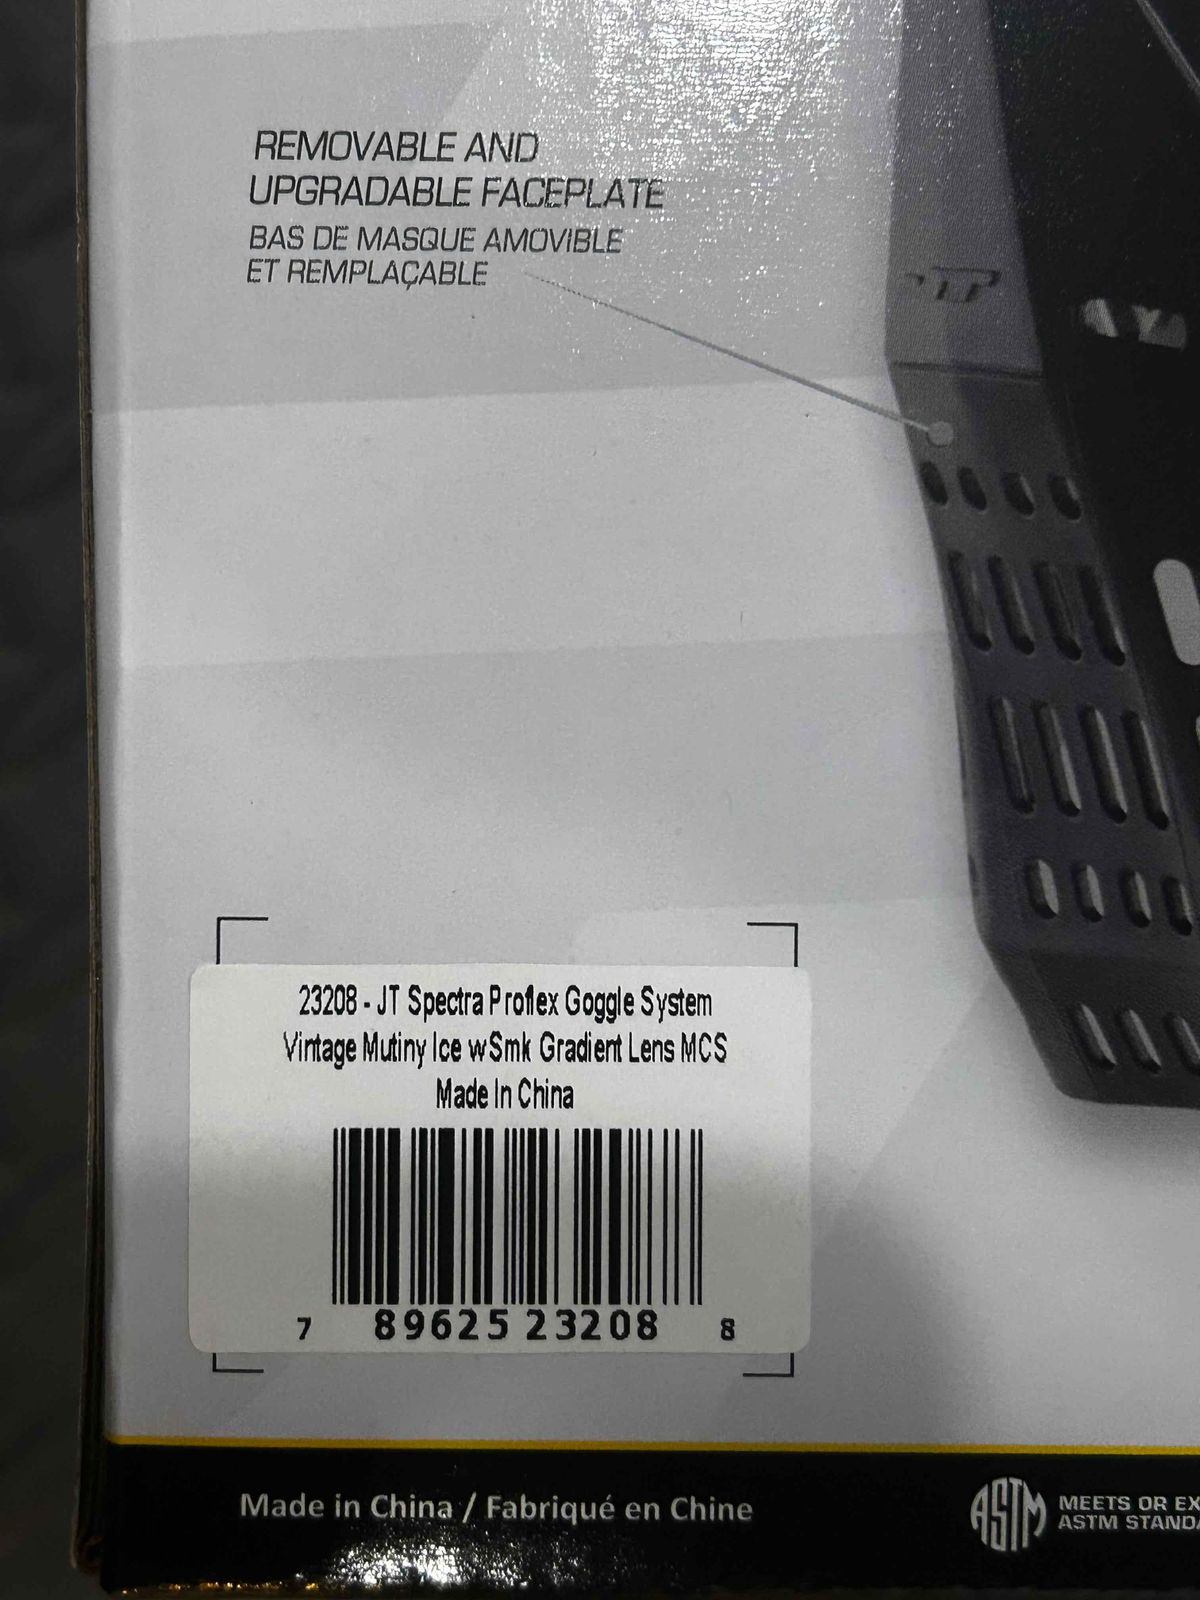 REMOVABLE AND
UPGRADABLE FACEPLATE
BAS DE MASQUE AMOVIBLE
ET REMPLAÇABLE
JT
23208 - JT Spectra Proflex Goggle System
Vintage Mutiny Ice wSmk Gradient Lens MCS
Made In China
7 89625 23208 8
Made in China / Fabriqué en Chine
ASTM
MEETS OR EX
ASTM STANDA